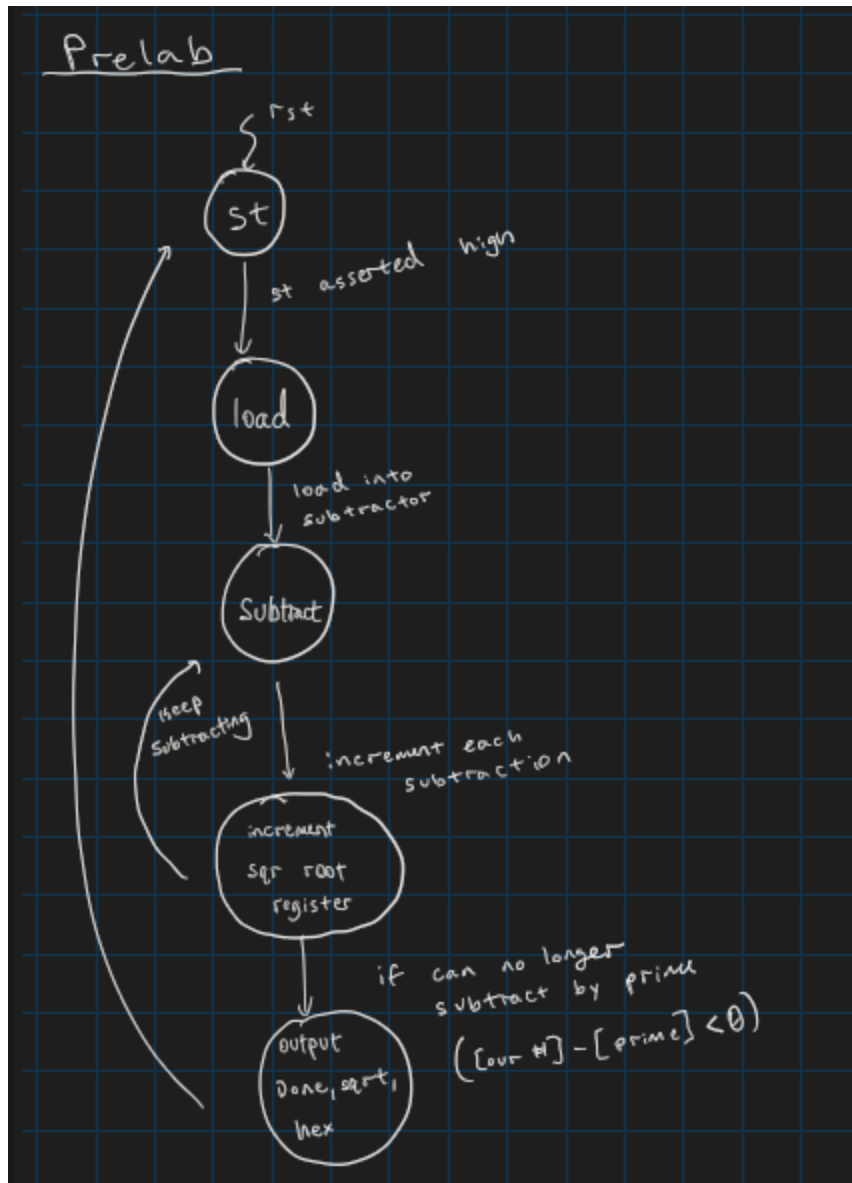 Prelab
rst
st
st asserted high
load
load into
subtractor
Subtract
keep
subtracting
increment each
subtraction
increment
sqr root
register
if can no longer
subtract by prime
([our #] - [prime] < 0)
output
Done, sqrt,
hex